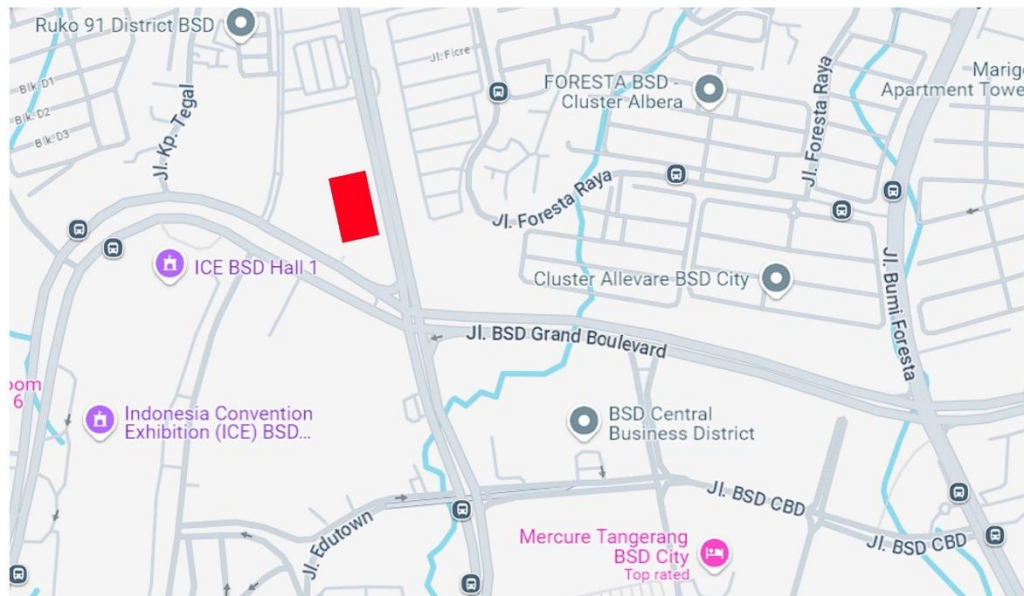 Ruko 91 District BSD
Jl. Ficre
Blk. D1
Blk. D2
Blk. D3
Jl. Kp. Tegal
FORESTA BSD -
Cluster Albera
Jl. Foresta Raya
Marigo
Apartment Towe
Jl. Foresta Raya
ICE BSD Hall 1
Cluster Allevare BSD City
Jl. Bumi Foresta
Jl. BSD Grand Boulevard
oom
6
Indonesia Convention
Exhibition (ICE) BSD...
BSD Central
Business District
Jl. BSD CBD
Jl. Edutown
Mercure Tangerang
BSD City
Top rated
Jl. BSD CBD